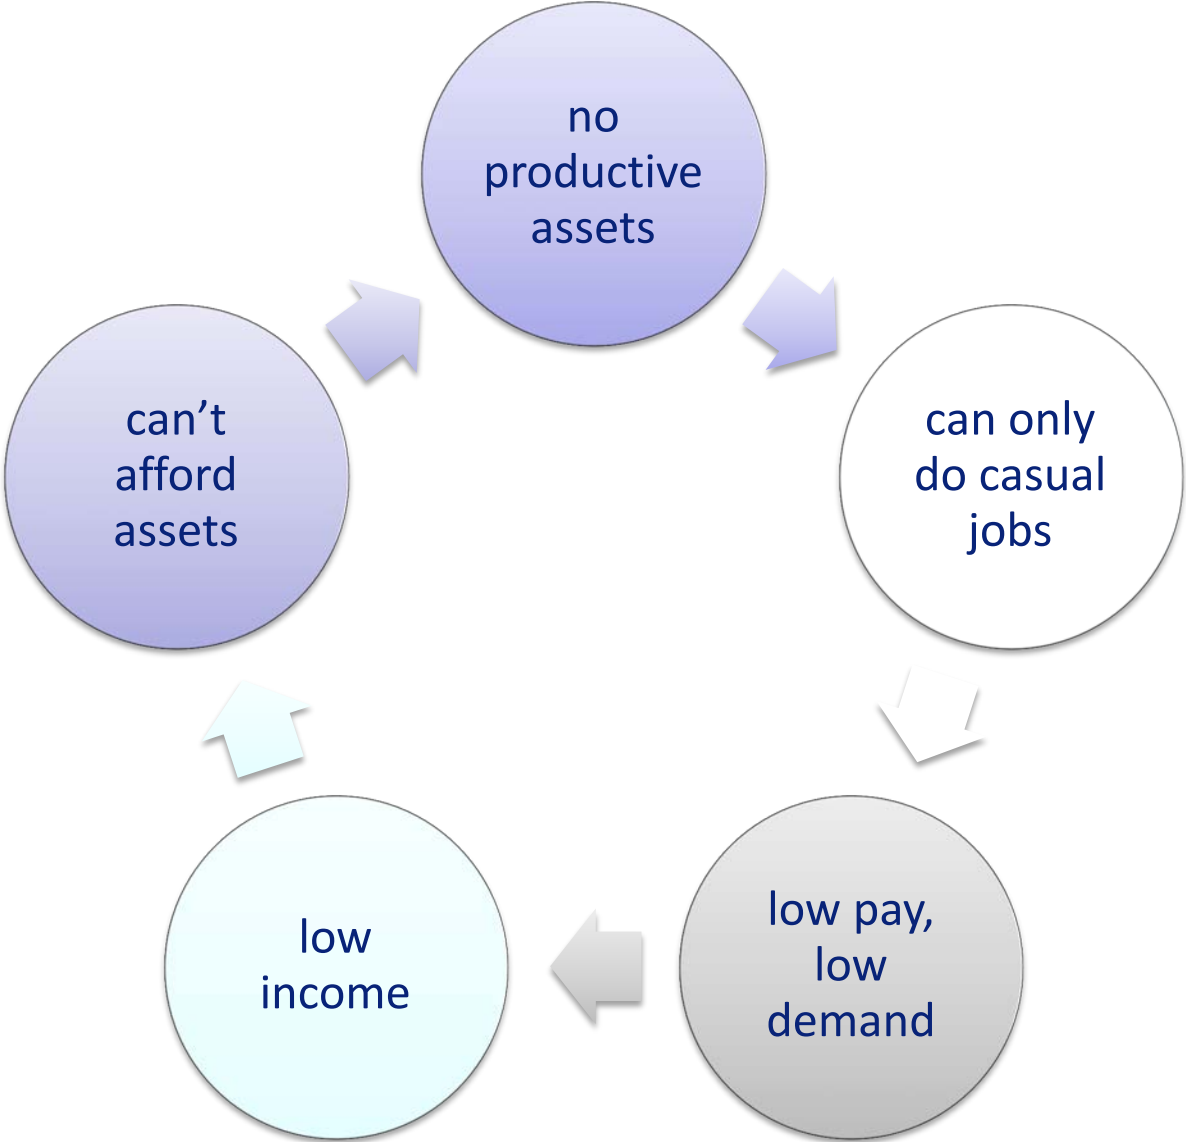 no
productive
assets
can only
do casual
jobs
low pay,
low
demand
low
income
can’t
afford
assets